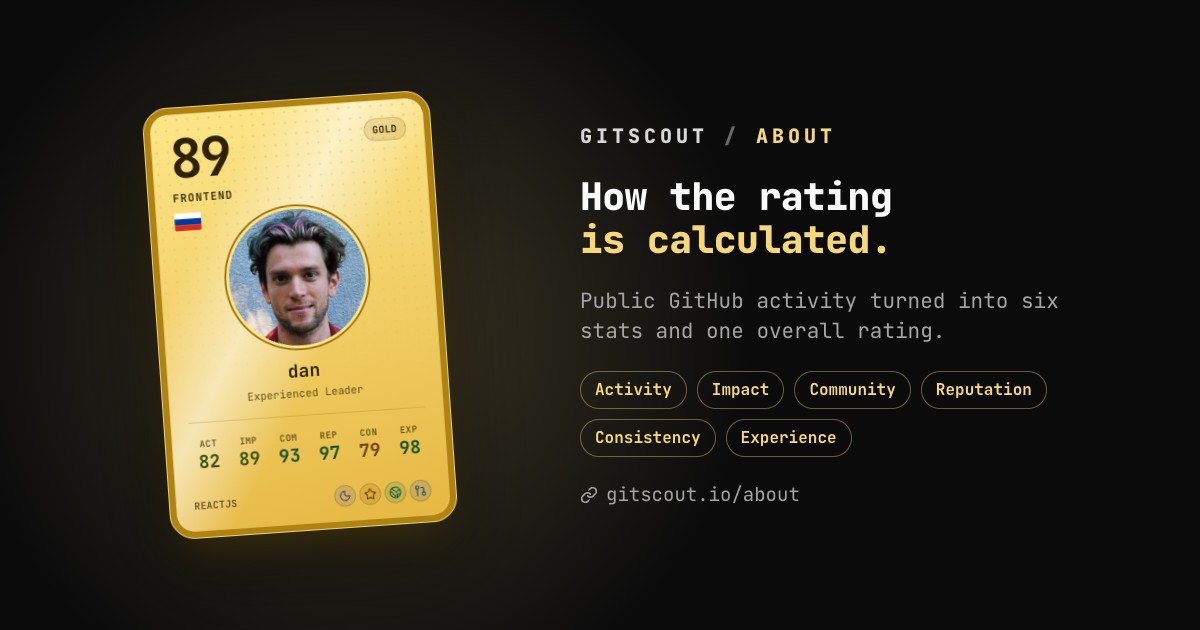 89
GOLD
FRONTEND
dan
Experienced Leader
ACT IMP COM REP CON EXP
82 89 93 97 79 98
REACTJS
GITSCOUT / ABOUT
How the rating
is calculated.
Public GitHub activity turned into six
stats and one overall rating.
Activity Impact Community Reputation
Consistency Experience
gitscout.io/about